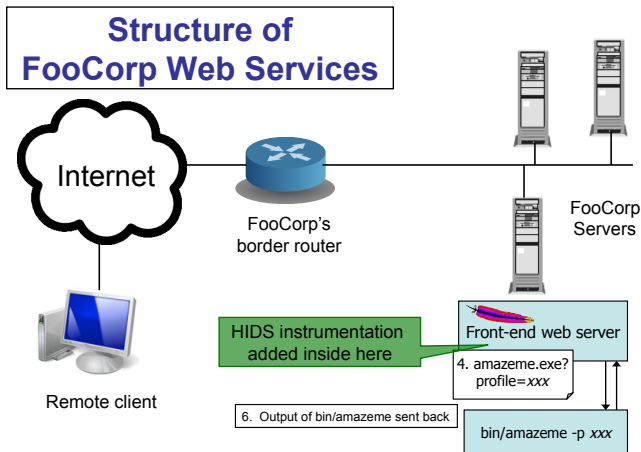 Structure of
FooCorp Web Services
Internet
FooCorp's
border router
FooCorp
Servers
Remote client
HIDS instrumentation
added inside here
Front-end web server
4. amazeme.exe?
profile=xxx
6. Output of bin/amazeme sent back
bin/amazeme -p xxx